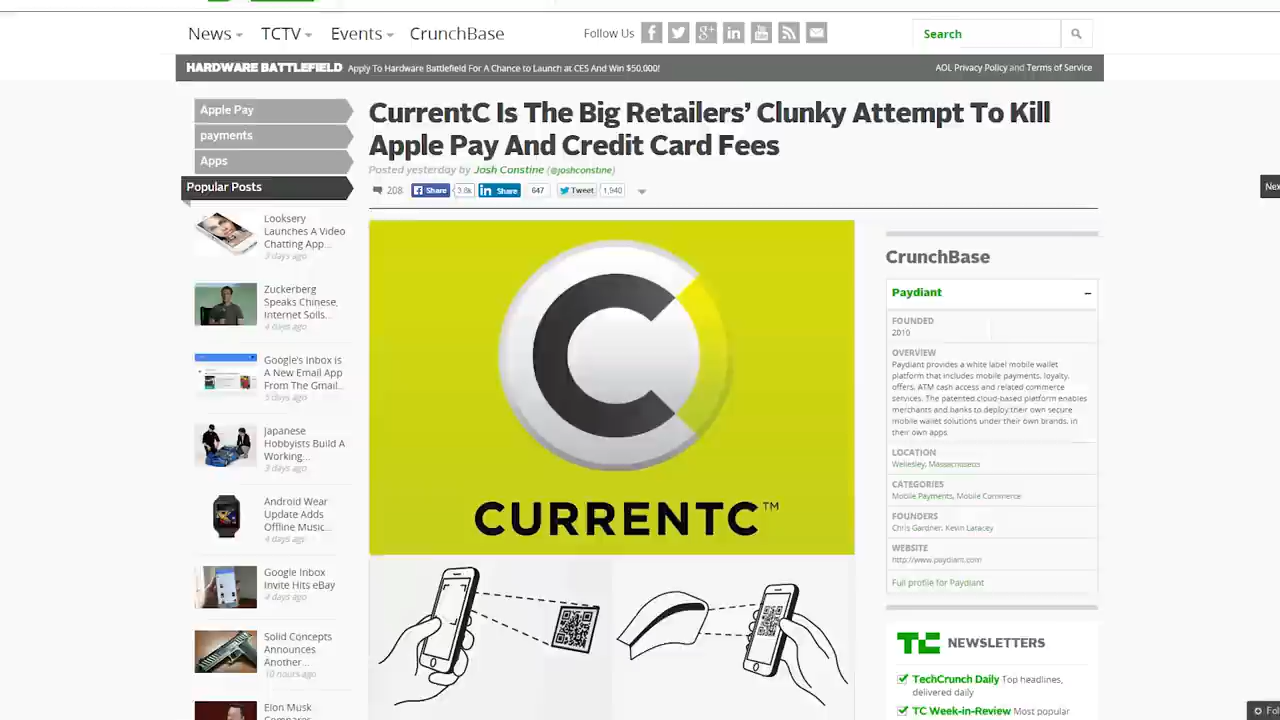 News TCTV Events CrunchBase
Follow Us
Search
HARDWARE BATTLEFIELD Apply To Hardware Battlefield For A Chance to Launch at CES And Win $50,000!
AOL Privacy Policy and Terms of Service
Apple Pay
payments
Apps
Popular Posts
Looksery
Launches A Video
Chatting App...
3 days ago
Zuckerberg
Speaks Chinese,
Internet Soils...
4 days ago
Google's Inbox is
A New Email App
From The Gmail...
5 days ago
Japanese
Hobbyists Build A
Working...
3 days ago
Android Wear
Update Adds
Offline Music...
4 days ago
Google Inbox
Invite Hits eBay
4 days ago
Solid Concepts
Announces
Another...
10 hours ago
Elon Musk
CurrentC Is The Big Retailers' Clunky Attempt To Kill
Apple Pay And Credit Card Fees
Posted yesterday by Josh Constine (@joshconstine)
208 Share 3.8k Share 647 Tweet 1,940
CURRENTC™
Nex
CrunchBase
Paydiant
FOUNDED
2010
OVERVIEW
Paydiant provides a white label mobile wallet
platform that includes mobile payments, loyalty,
offers, ATM cash access and related commerce
services. The patented cloud-based platform enables
merchants and banks to deploy their own secure
mobile wallet solutions under their own brands, in
their own apps.
LOCATION
Wellesley, Massachusetts
CATEGORIES
Mobile Payments, Mobile Commerce
FOUNDERS
Chris Gardner, Kevin Laracey
WEBSITE
http://www.paydiant.com
Full profile for Paydiant
TC NEWSLETTERS
TechCrunch Daily Top headlines,
delivered daily
TC Week-in-Review Most popular
Fol